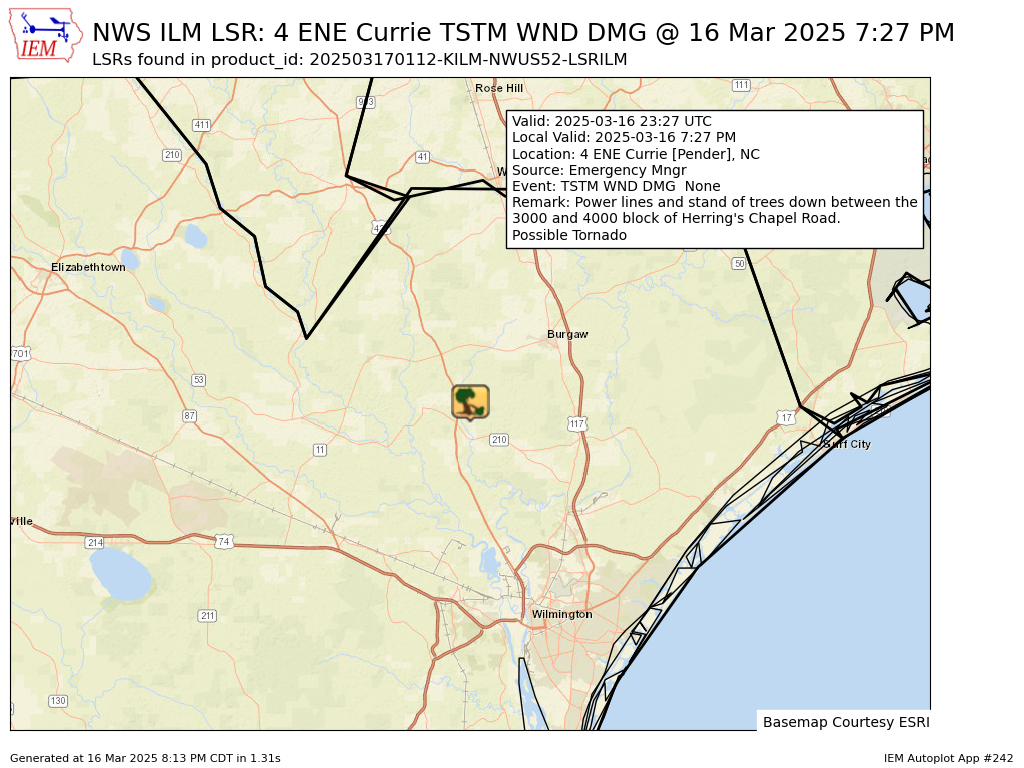 IEM
NWS ILM LSR: 4 ENE Currie TSTM WND DMG @ 16 Mar 2025 7:27 PM
LSRs found in product_id: 202503170112-KILM-NWUS52-LSRILM
Rose Hill
111
903
411
41
210
Valid: 2025-03-16 23:27 UTC
Local Valid: 2025-03-16 7:27 PM
Location: 4 ENE Currie [Pender], NC
Source: Emergency Mngr
Event: TSTM WND DMG  None
Remark: Power lines and stand of trees down between the
3000 and 4000 block of Herring's Chapel Road.
Possible Tornado
W
Elizabethtown
50
Burgaw
701
53
87
17
117
210
11
Surf City
ville
214
74
Wilmington
211
130
Basemap Courtesy ESRI
Generated at 16 Mar 2025 8:13 PM CDT in 1.31s
IEM Autoplot App #242